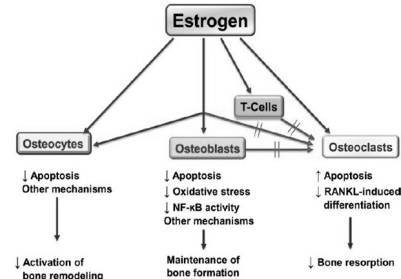 Estrogen
T-Cells
Osteocytes
Osteoblasts
Osteoclasts
↓ Apoptosis
Other mechanisms
↓ Apoptosis
↓ Oxidative stress
↓ NF-κB activity
Other mechanisms
↑ Apoptosis
↓ RANKL-induced
differentiation
↓ Activation of
bone remodeling
Maintenance of
bone formation
↓ Bone resorption